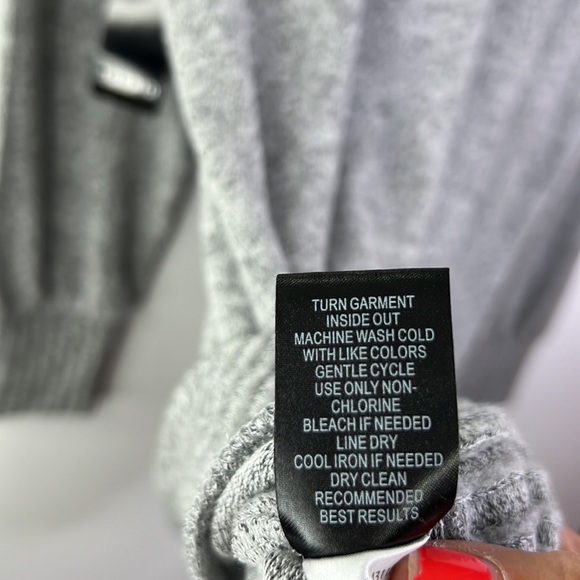 TURN GARMENT
INSIDE OUT
MACHINE WASH COLD
WITH LIKE COLORS
GENTLE CYCLE
USE ONLY NON-
CHLORINE
BLEACH IF NEEDED
LINE DRY
COOL IRON IF NEEDED
DRY CLEAN
RECOMMENDED
BEST RESULTS